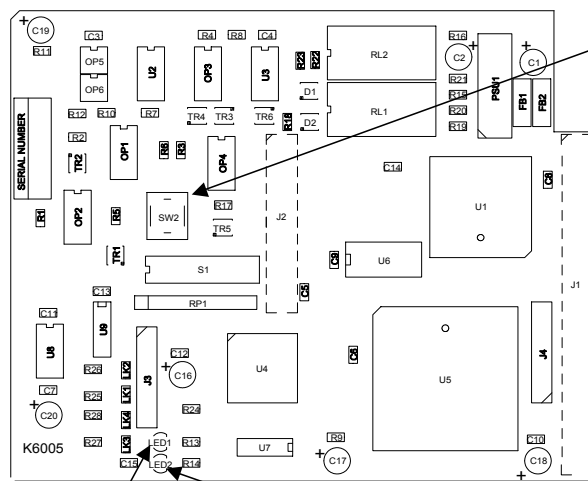 C19
R11
C3
OP5
OP6
U2
R4
R8
C4
OP3
U3
R23
R22
D1
D2
RL2
RL1
R16
C2
C1
R21
R20
R19
PSU1
FB1
FB2
SERIAL NUMBER
R12
R10
R7
TR4
TR3
TR6
R18
R2
TR2
OP1
R6
R3
OP4
C14
C8
U1
R1
OP2
R5
SW2
R17
TR5
J2
TR1
S1
C9
U6
J1
C13
RP1
C5
C11
U8
U9
R26
LK2
J3
C12
C16
U4
C6
U5
J4
C7
R25
LK1
C20
R28
LK4
R24
K6005
R27
LK3
LED1
R13
U7
R9
C10
C15
LED2
R14
C17
C18